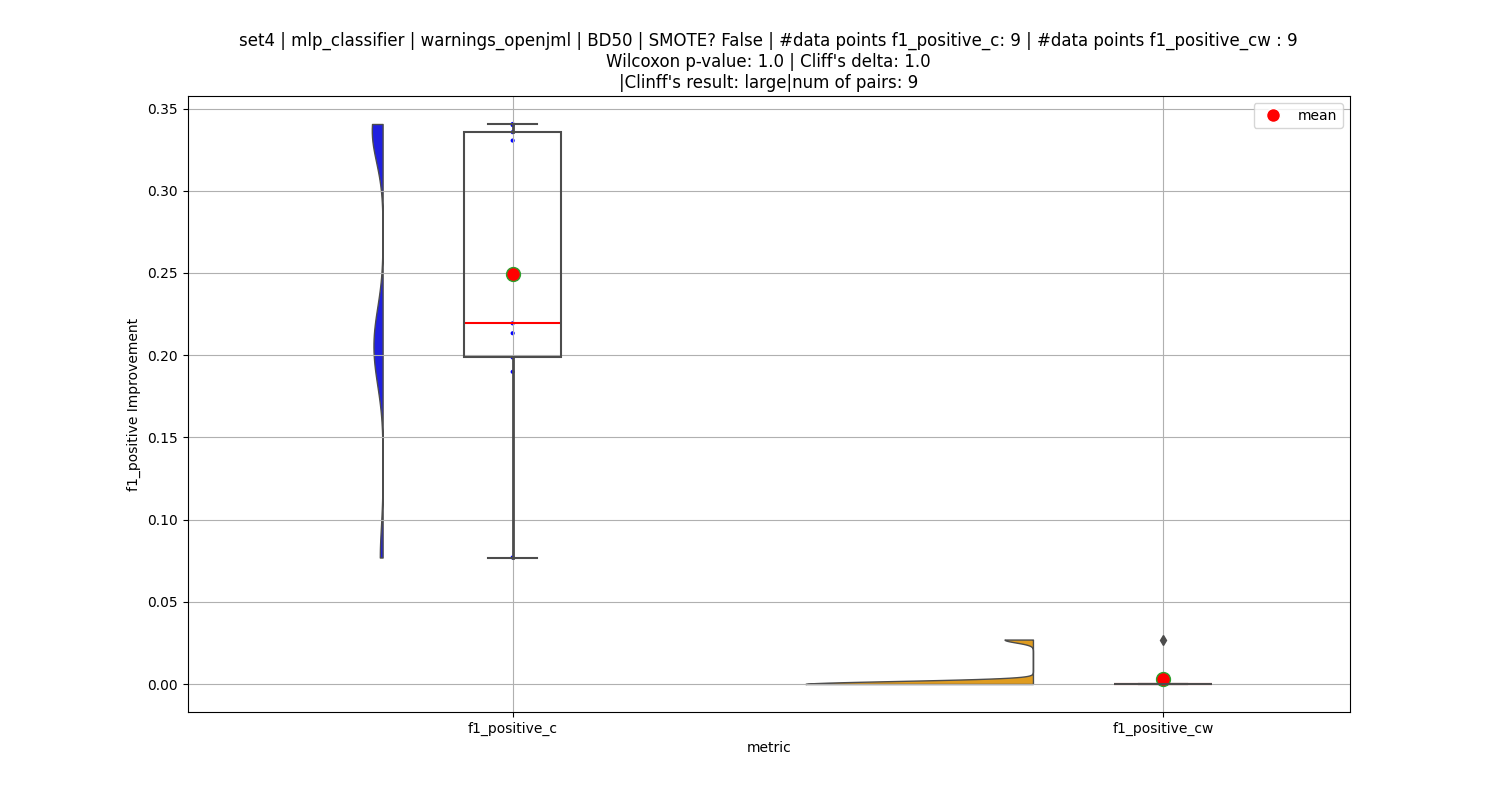 set4 | mlp_classifier | warnings_openjml | BD50 | SMOTE? False | #data points f1_positive_c: 9 | #data points f1_positive_cw : 9
Wilcoxon p-value: 1.0 | Cliff's delta: 1.0
|Clinff's result: large|num of pairs: 9
mean
f1_positive Improvement
0.35
0.30
0.25
0.20
0.15
0.10
0.05
0.00
f1_positive_c
f1_positive_cw
metric